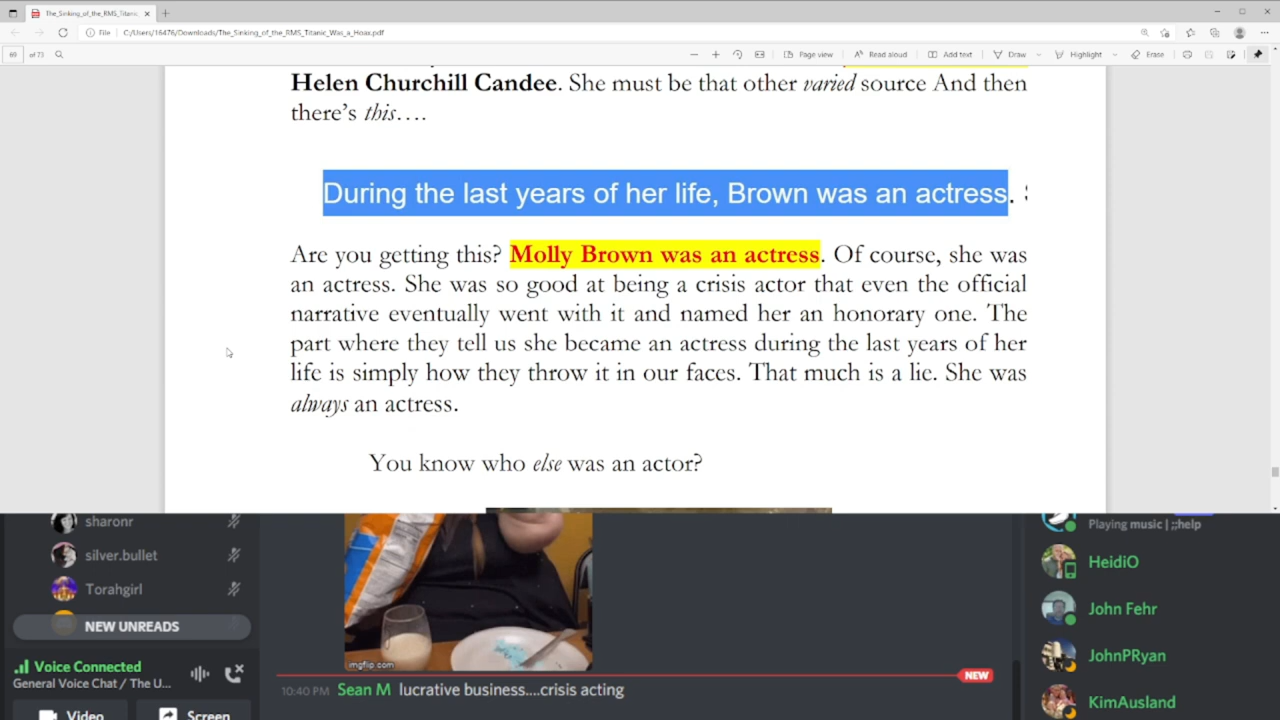 The_Sinking_of_the_RMS_Titanic
File C:/Users/16476/Downloads/The_Sinking_of_the_RMS_Titanic_Was_a_Hoax.pdf
69 of 73 Page view Read aloud Add text Draw Highlight Erase
Helen Churchill Candee. She must be that other varied source And then
there's this….
During the last years of her life, Brown was an actress.
Are you getting this? Molly Brown was an actress. Of course, she was
an actress. She was so good at being a crisis actor that even the official
narrative eventually went with it and named her an honorary one. The
part where they tell us she became an actress during the last years of her
life is simply how they throw it in our faces. That much is a lie. She was
always an actress.
You know who else was an actor?
sharonr
silver.bullet
Torahgirl
NEW UNREADS
Voice Connected
General Voice Chat / The U...
Video Screen
imgflip.com
NEW
10:40 PM Sean M lucrative business....crisis acting
Playing music | ;;help
HeidiO
John Fehr
JohnPRyan
KimAusland